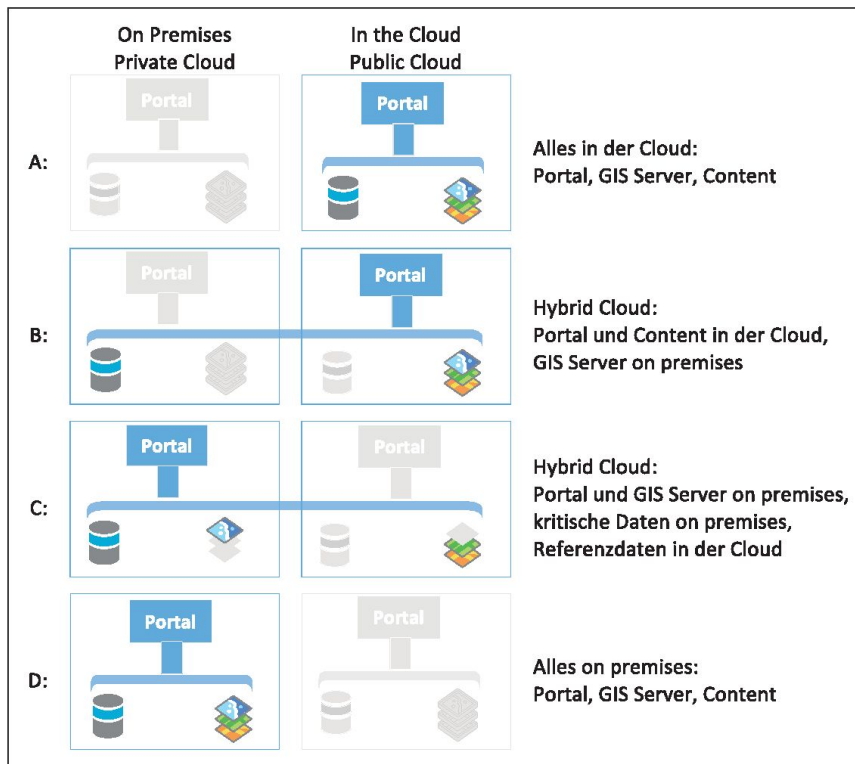 On Premises
Private Cloud
In the Cloud
Public Cloud
A:
Portal
Portal
Alles in der Cloud:
Portal, GIS Server, Content
B:
Portal
Portal
Hybrid Cloud:
Portal und Content in der Cloud,
GIS Server on premises
C:
Portal
Portal
Hybrid Cloud:
Portal und GIS Server on premises,
kritische Daten on premises,
Referenzdaten in der Cloud
D:
Portal
Portal
Alles on premises:
Portal, GIS Server, Content